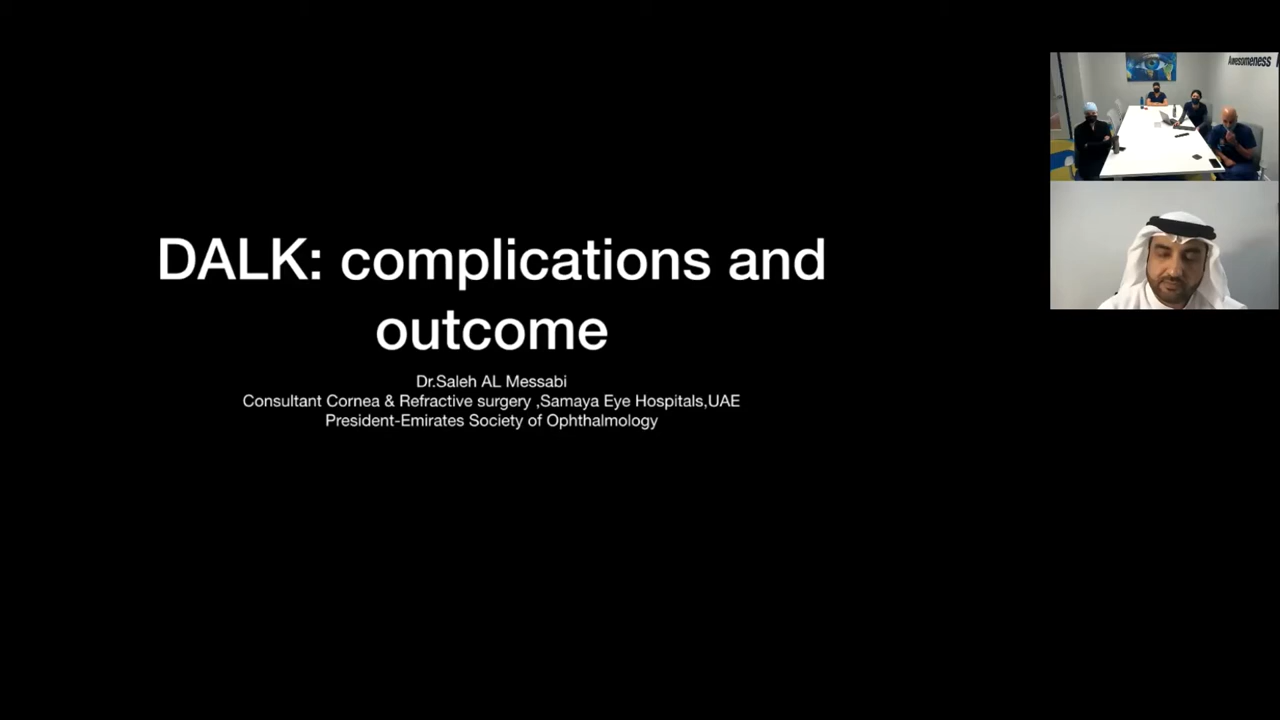 DALK: complications and
outcome
Dr.Saleh AL Messabi
Consultant Cornea & Refractive surgery ,Samaya Eye Hospitals,UAE
President-Emirates Society of Ophthalmology
Awesomeness